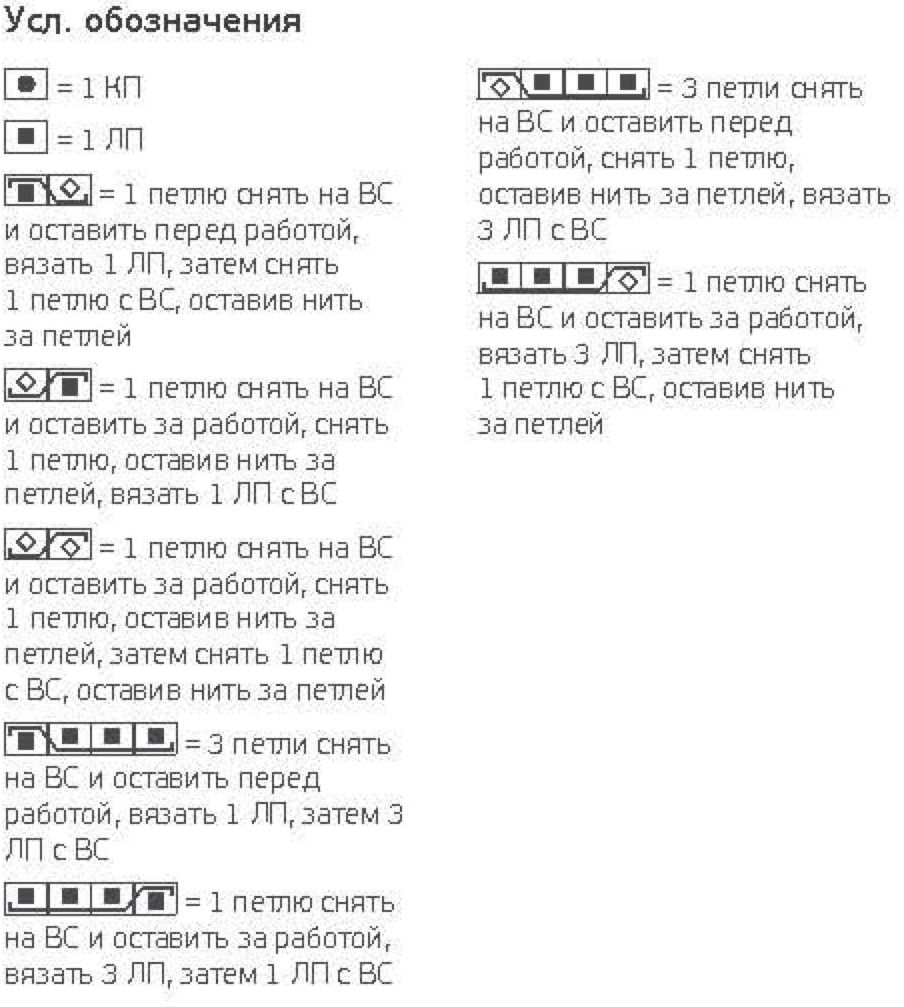 Усл. обозначения
= 1 КП
= 1 ЛП
= 1 петлю снять на ВС
и оставить перед работой,
вязать 1 ЛП, затем снять
1 петлю с ВС, оставив нить
за петлей
= 1 петлю снять на ВС
и оставить за работой, снять
1 петлю, оставив нить за
петлей, вязать 1 ЛП с ВС
= 1 петлю снять на ВС
и оставить за работой, снять
1 петлю, оставив нить за
петлей, затем снять 1 петлю
с ВС, оставив нить за петлей
= 3 петли снять
на ВС и оставить перед
работой, вязать 1 ЛП, затем 3
ЛП с ВС
= 1 петлю снять
на ВС и оставить за работой,
вязать 3 ЛП, затем 1 ЛП с ВС
= 3 петли снять
на ВС и оставить перед
работой, снять 1 петлю,
оставив нить за петлей, вязать
3 ЛП с ВС
= 1 петлю снять
на ВС и оставить за работой,
вязать 3 ЛП, затем снять
1 петлю с ВС, оставив нить
за петлей